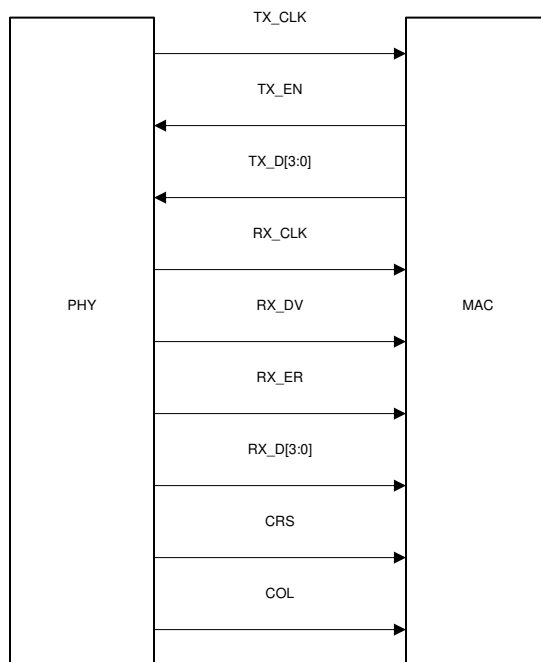 TX_CLK
TX_EN
TX_D[3:0]
RX_CLK
PHY
RX_DV
MAC
RX_ER
RX_D[3:0]
CRS
COL